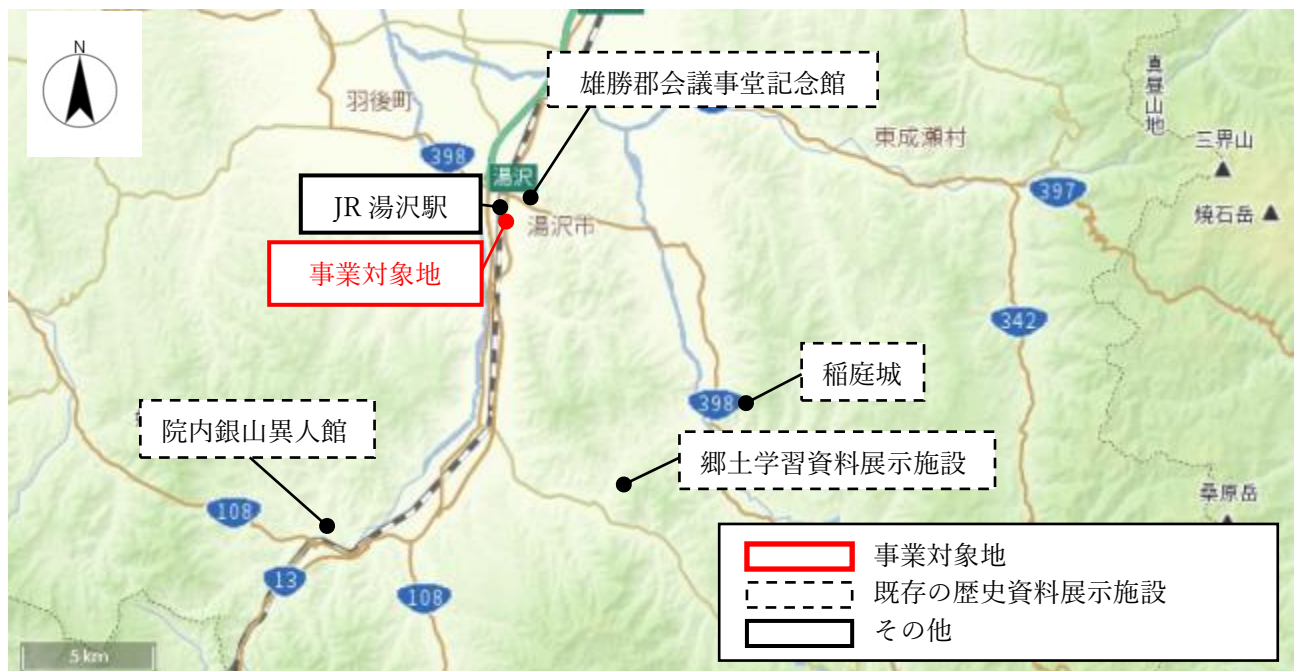 N
雄勝郡会議事堂記念館
真昼山地
羽後町
東成瀬村
三界山
398
湯沢
397
JR 湯沢駅
焼石岳
湯沢市
事業対象地
342
稲庭城
398
院内銀山異人館
郷土学習資料展示施設
桑原岳
108
事業対象地
13
既存の歴史資料展示施設
108
その他
5 km